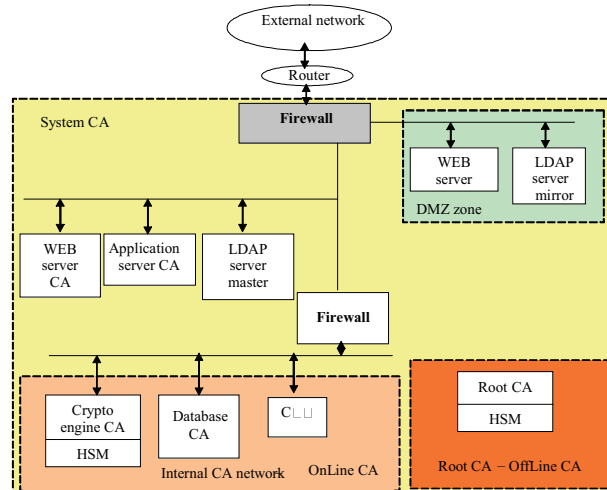 External network
Router
System CA
Firewall
WEB
server
LDAP
server
mirror
DMZ zone
WEB
server
CA
Application
server CA
LDAP
server
master
Firewall
Crypto
engine CA
HSM
Database
CA
C□□
Internal CA network
OnLine CA
Root CA
HSM
Root CA – OffLine CA